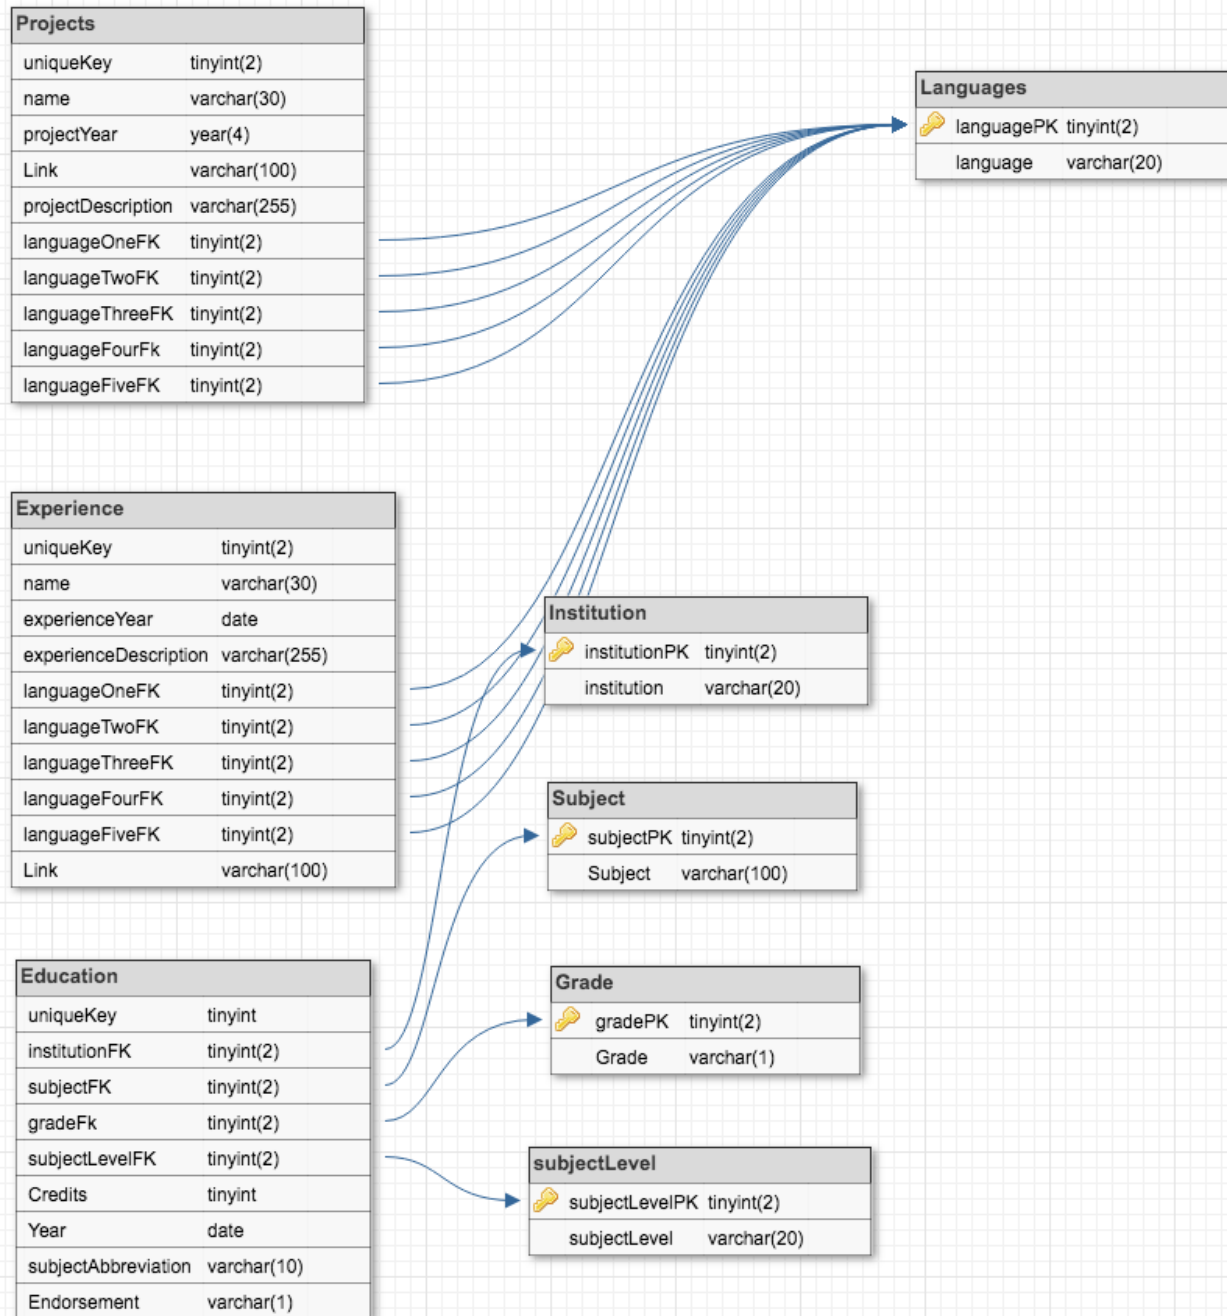 Projects
uniqueKey tinyint(2)
name varchar(30)
projectYear year(4)
Link varchar(100)
projectDescription varchar(255)
languageOneFK tinyint(2)
languageTwoFK tinyint(2)
languageThreeFK tinyint(2)
languageFourFk tinyint(2)
languageFiveFK tinyint(2)
Languages
languagePK tinyint(2)
language varchar(20)
Experience
uniqueKey tinyint(2)
name varchar(30)
experienceYear date
experienceDescription varchar(255)
languageOneFK tinyint(2)
languageTwoFK tinyint(2)
languageThreeFK tinyint(2)
languageFourFK tinyint(2)
languageFiveFK tinyint(2)
Link varchar(100)
Institution
institutionPK tinyint(2)
institution varchar(20)
Subject
subjectPK tinyint(2)
Subject varchar(100)
Education
uniqueKey tinyint
institutionFK tinyint(2)
subjectFK tinyint(2)
gradeFk tinyint(2)
subjectLevelFK tinyint(2)
Credits tinyint
Year date
subjectAbbreviation varchar(10)
Endorsement varchar(1)
Grade
gradePK tinyint(2)
Grade varchar(1)
subjectLevel
subjectLevelPK tinyint(2)
subjectLevel varchar(20)